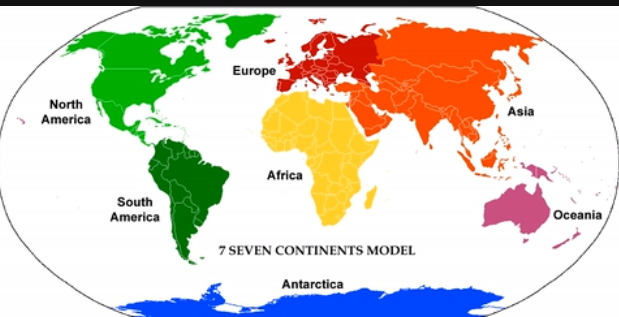 Europe
North
America
Asia
Africa
South
America
Oceania
7 SEVEN CONTINENTS MODEL
Antarctica